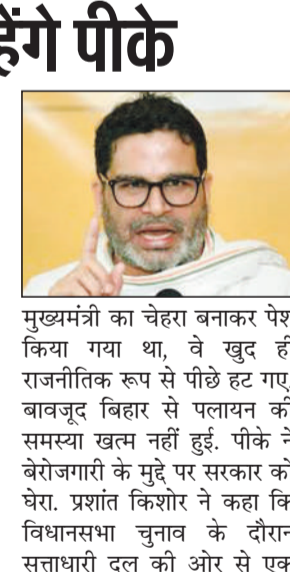 हेंगे पीके
मुख्यमंत्री का चेहरा बनाकर पेश
किया गया था, वे खुद ही
राजनीतिक रूप से पीछे हट गए.
बावजूद बिहार से पलायन की
समस्या खत्म नहीं हुई. पीके ने
बेरोजगारी के मुद्दे पर सरकार को
घेरा. प्रशांत किशोर ने कहा कि
विधानसभा चुनाव के दौरान
सत्ताधारी दल की ओर से एक